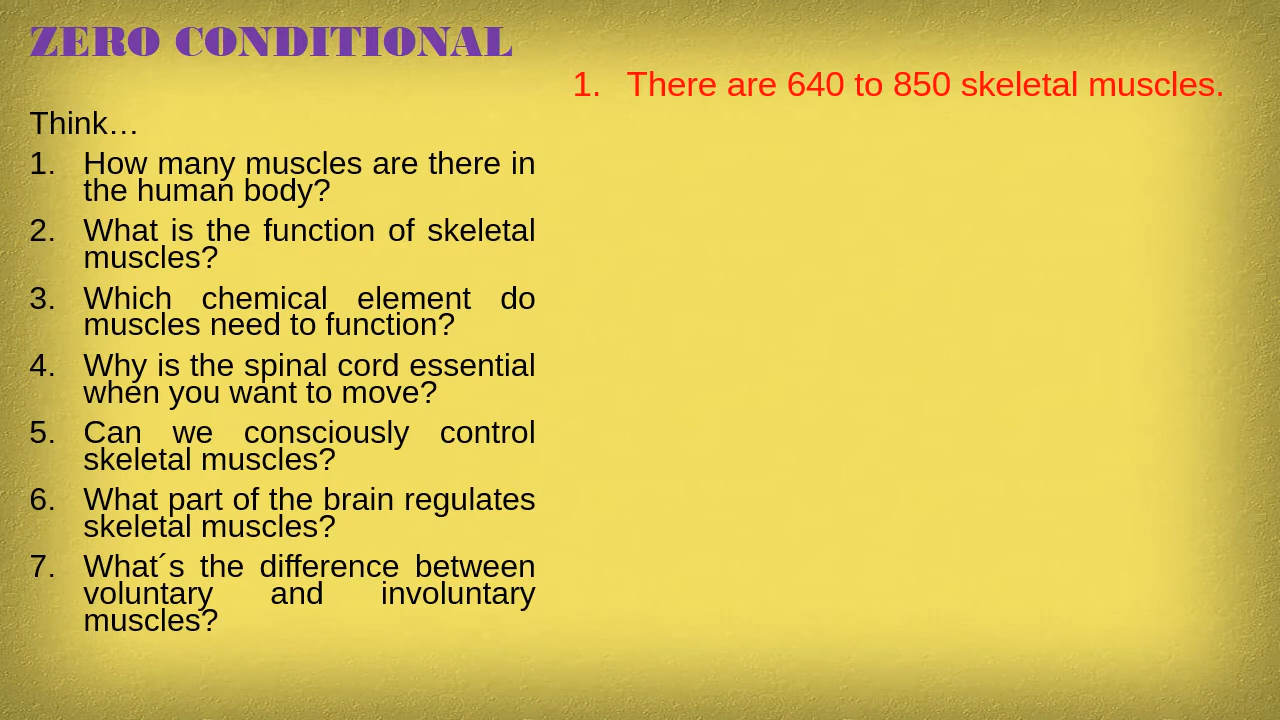 ZERO CONDITIONAL
Think…
1. How many muscles are there in
the human body?
2. What is the function of skeletal
muscles?
3. Which chemical element do
muscles need to function?
4. Why is the spinal cord essential
when you want to move?
5. Can we consciously control
skeletal muscles?
6. What part of the brain regulates
skeletal muscles?
7. What´s the difference between
voluntary and involuntary
muscles?
1. There are 640 to 850 skeletal muscles.